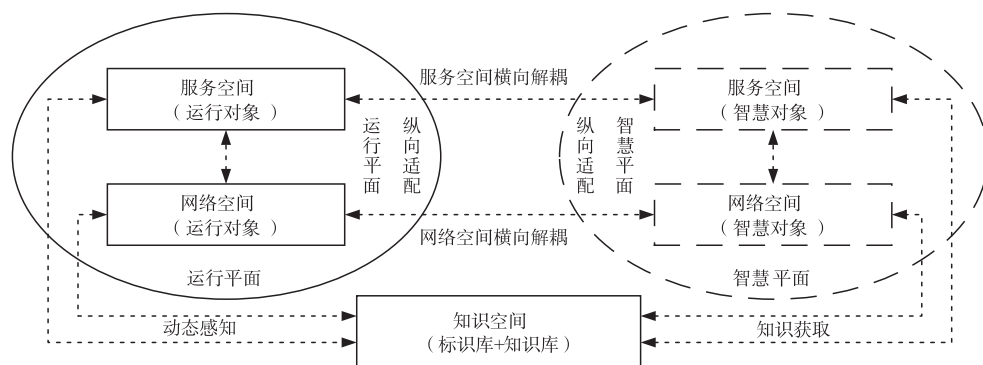 服务空间
（运行对象）
服务空间横向解耦
服务空间
（智慧对象）
运行平面
纵向适配
纵向适配
智慧平面
网络空间
（运行对象）
网络空间横向解耦
网络空间
（智慧对象）
运行平面
智慧平面
动态感知
知识空间
（标识库+知识库）
知识获取